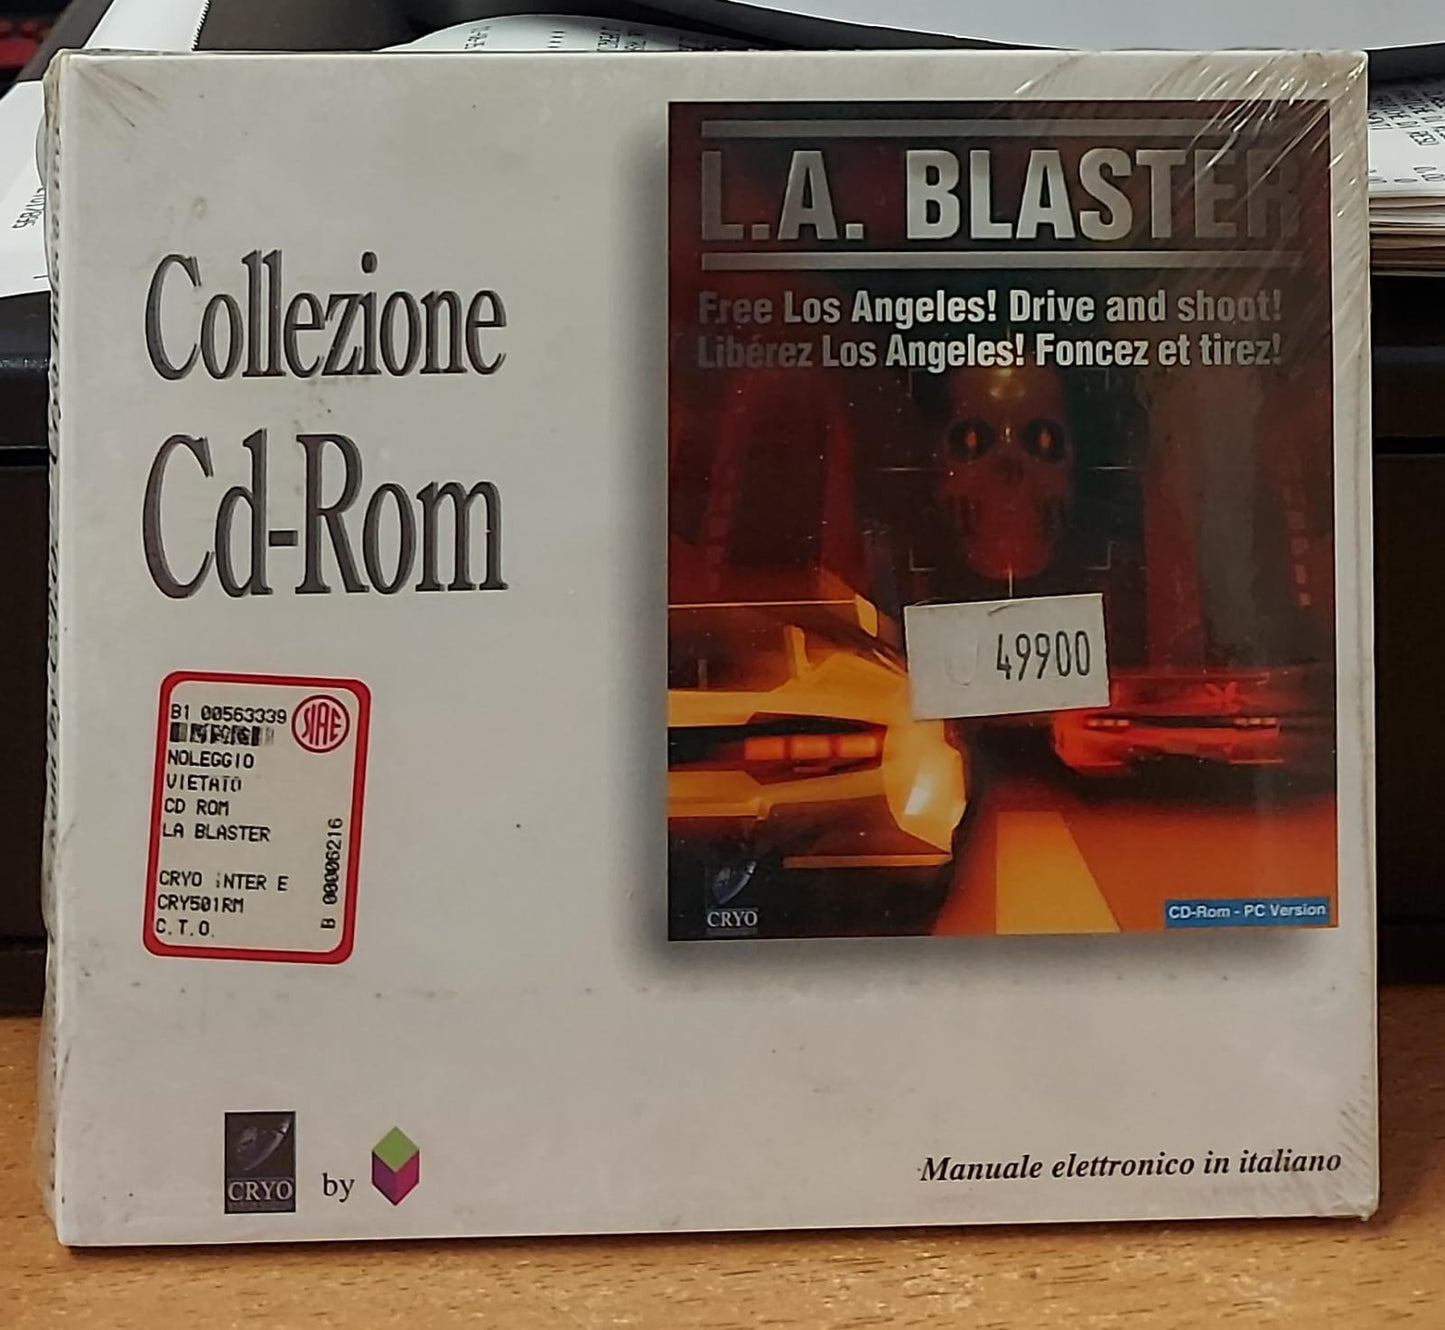 Collezione
Cd-Rom
L.A. BLASTER
Free Los Angeles! Drive and shoot!
Libérez Los Angeles! Foncez et tirez!
49900
CRYO
CD-Rom - PC Version
B1 00563339
SIAE
NOLEGGIO
VIETATO
CD ROM
LA BLASTER
CRYO INTER E
CRY501RM
C.T.O.
B 00006216
CRYO
by
Manuale elettronico in italiano